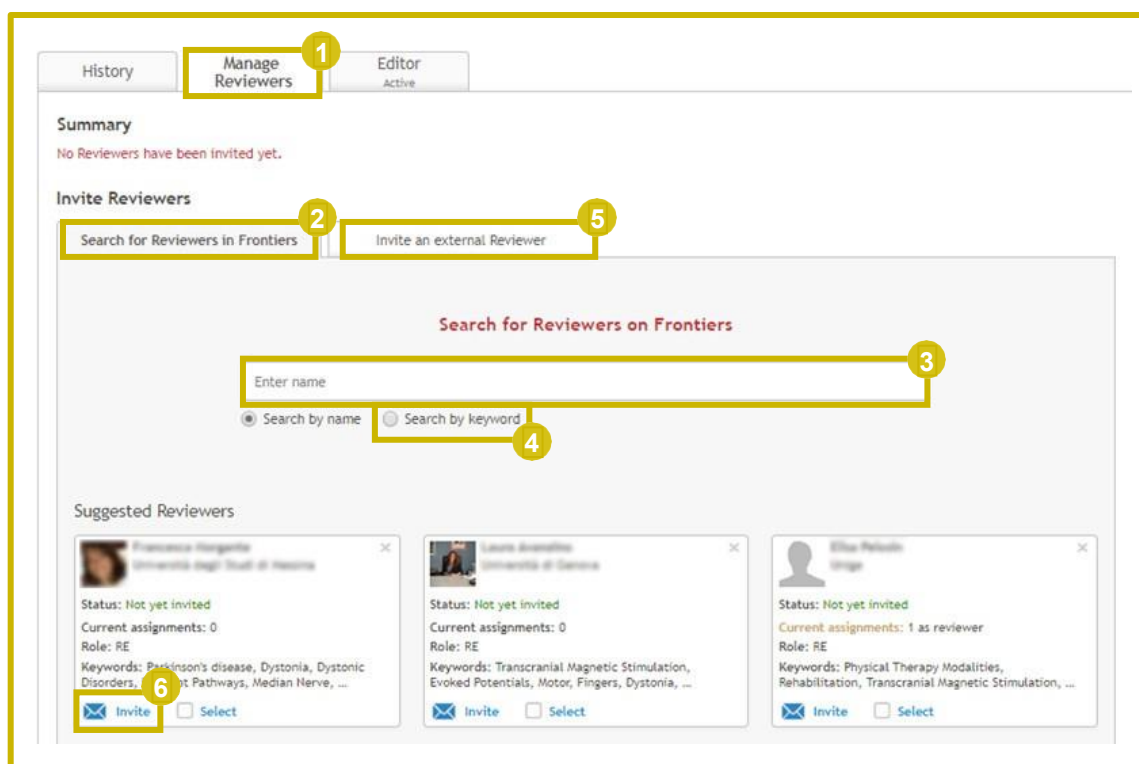 1
History
Manage
Reviewers
Editor
Active
Summary
No Reviewers have been invited yet.
Invite Reviewers
2
5
Search for Reviewers in Frontiers
Invite an external Reviewer
Search for Reviewers on Frontiers
3
Enter name
Search by name
Search by keyword
4
Suggested Reviewers
Status: Not yet invited
Current assignments: 0
Role: RE
Keywords: Parkinson's disease, Dystonia, Dystonic
Disorders, Pathways, Median Nerve, ...
6
Invite
Select
Status: Not yet invited
Current assignments: 0
Role: RE
Keywords: Transcranial Magnetic Stimulation,
Evoked Potentials, Motor, Fingers, Dystonia, ...
Invite
Select
Status: Not yet invited
Current assignments: 1 as reviewer
Role: RE
Keywords: Physical Therapy Modalities,
Rehabilitation, Transcranial Magnetic Stimulation, ...
Invite
Select